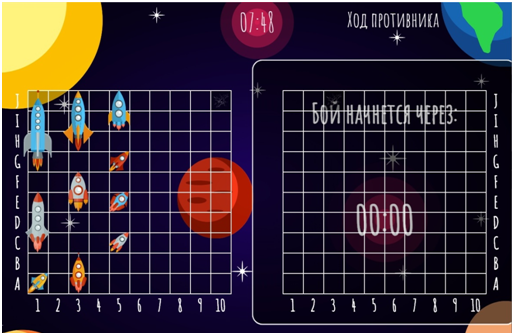 07:48
Ход противника
Бой начнется через:
00:00
J
I
H
G
F
E
D
C
B
A
1 2 3 4 5 6 7 8 9 10
J
I
H
G
F
E
D
C
B
A
1 2 3 4 5 6 7 8 9 10